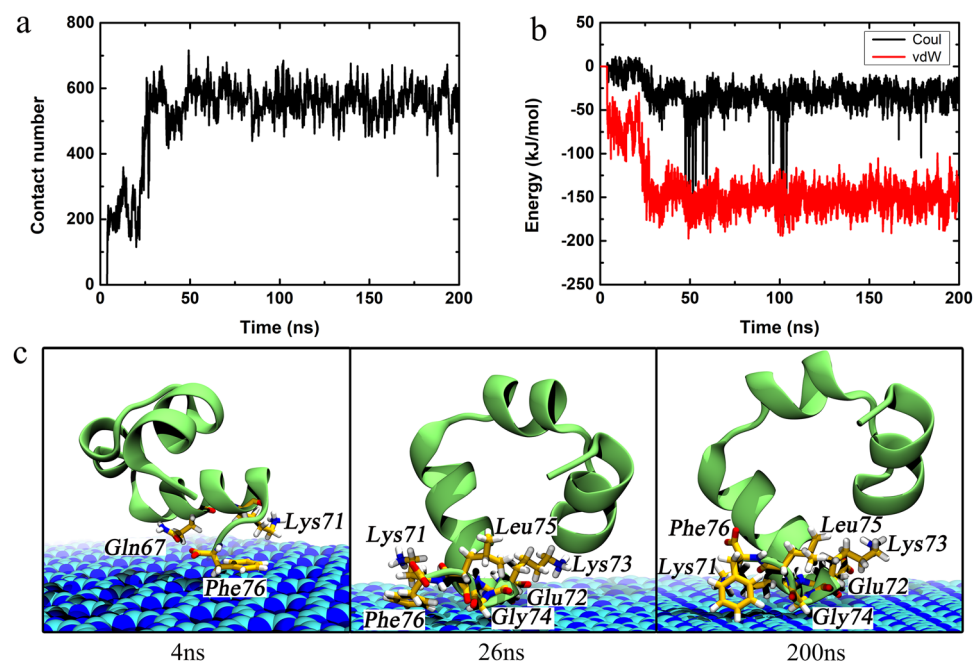 a
800
600
400
200
0
Contact number
0 50 100 150 200
Time (ns)
b
Coul
vdW
0
-50
-100
-150
-200
-250
Energy (kJ/mol)
0 50 100 150 200
Time (ns)
c
Gln67
Lys71
Phe76
4ns
Lys71
Leu75
Lys73
Phe76
Glu72
Gly74
26ns
Phe76
Leu75
Lys73
Lys71
Glu72
Gly74
200ns